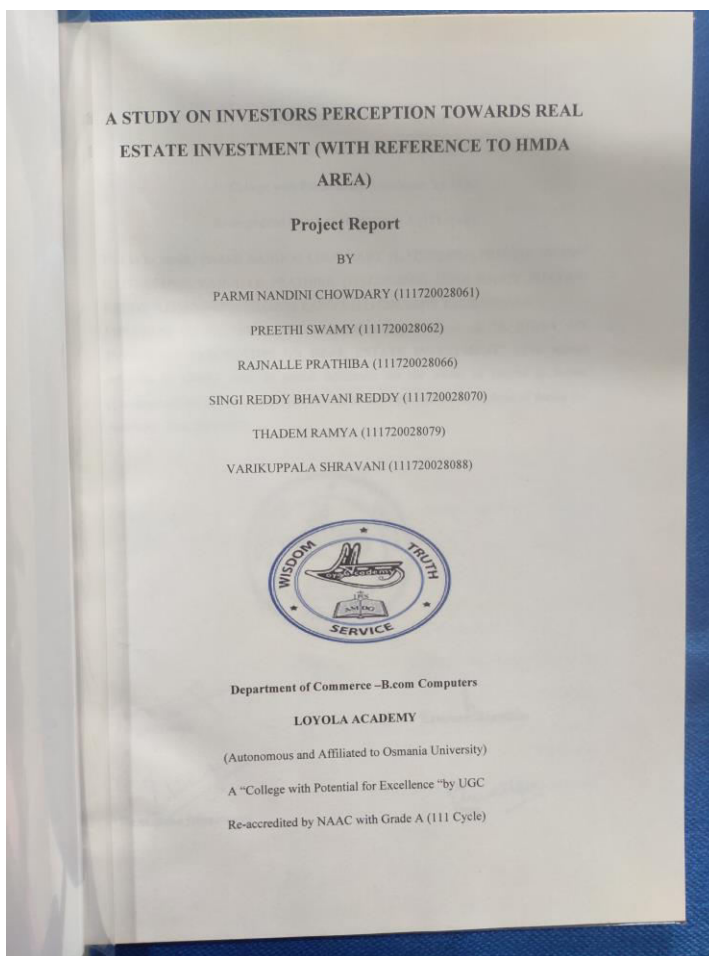 A STUDY ON INVESTORS PERCEPTION TOWARDS REAL
ESTATE INVESTMENT (WITH REFERENCE TO HMDA
AREA)
Project Report
BY
PARMI NANDINI CHOWDARY (111720028061)
PREETHI SWAMY (111720028062)
RAJNALLE PRATHIBA (111720028066)
SINGI REDDY BHAVANI REDDY (111720028070)
THADEM RAMYA (111720028079)
VARIKUPPALA SHRAVANI (111720028088)
WISDOM
TRUTH
SERVICE
Department of Commerce –B.com Computers
LOYOLA ACADEMY
(Autonomous and Affiliated to Osmania University)
A “College with Potential for Excellence “by UGC
Re-accredited by NAAC with Grade A (111 Cycle)